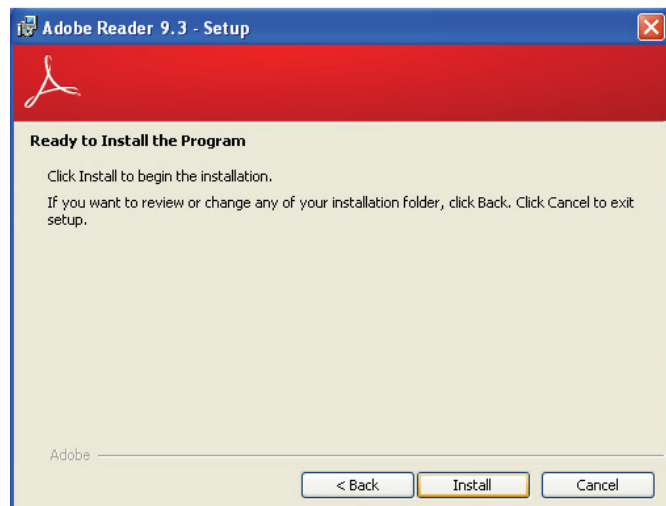 Adobe Reader 9.3 - Setup
Ready to Install the Program
Click Install to begin the installation.
If you want to review or change any of your installation folder, click Back. Click Cancel to exit
setup.
Adobe
< Back Install Cancel